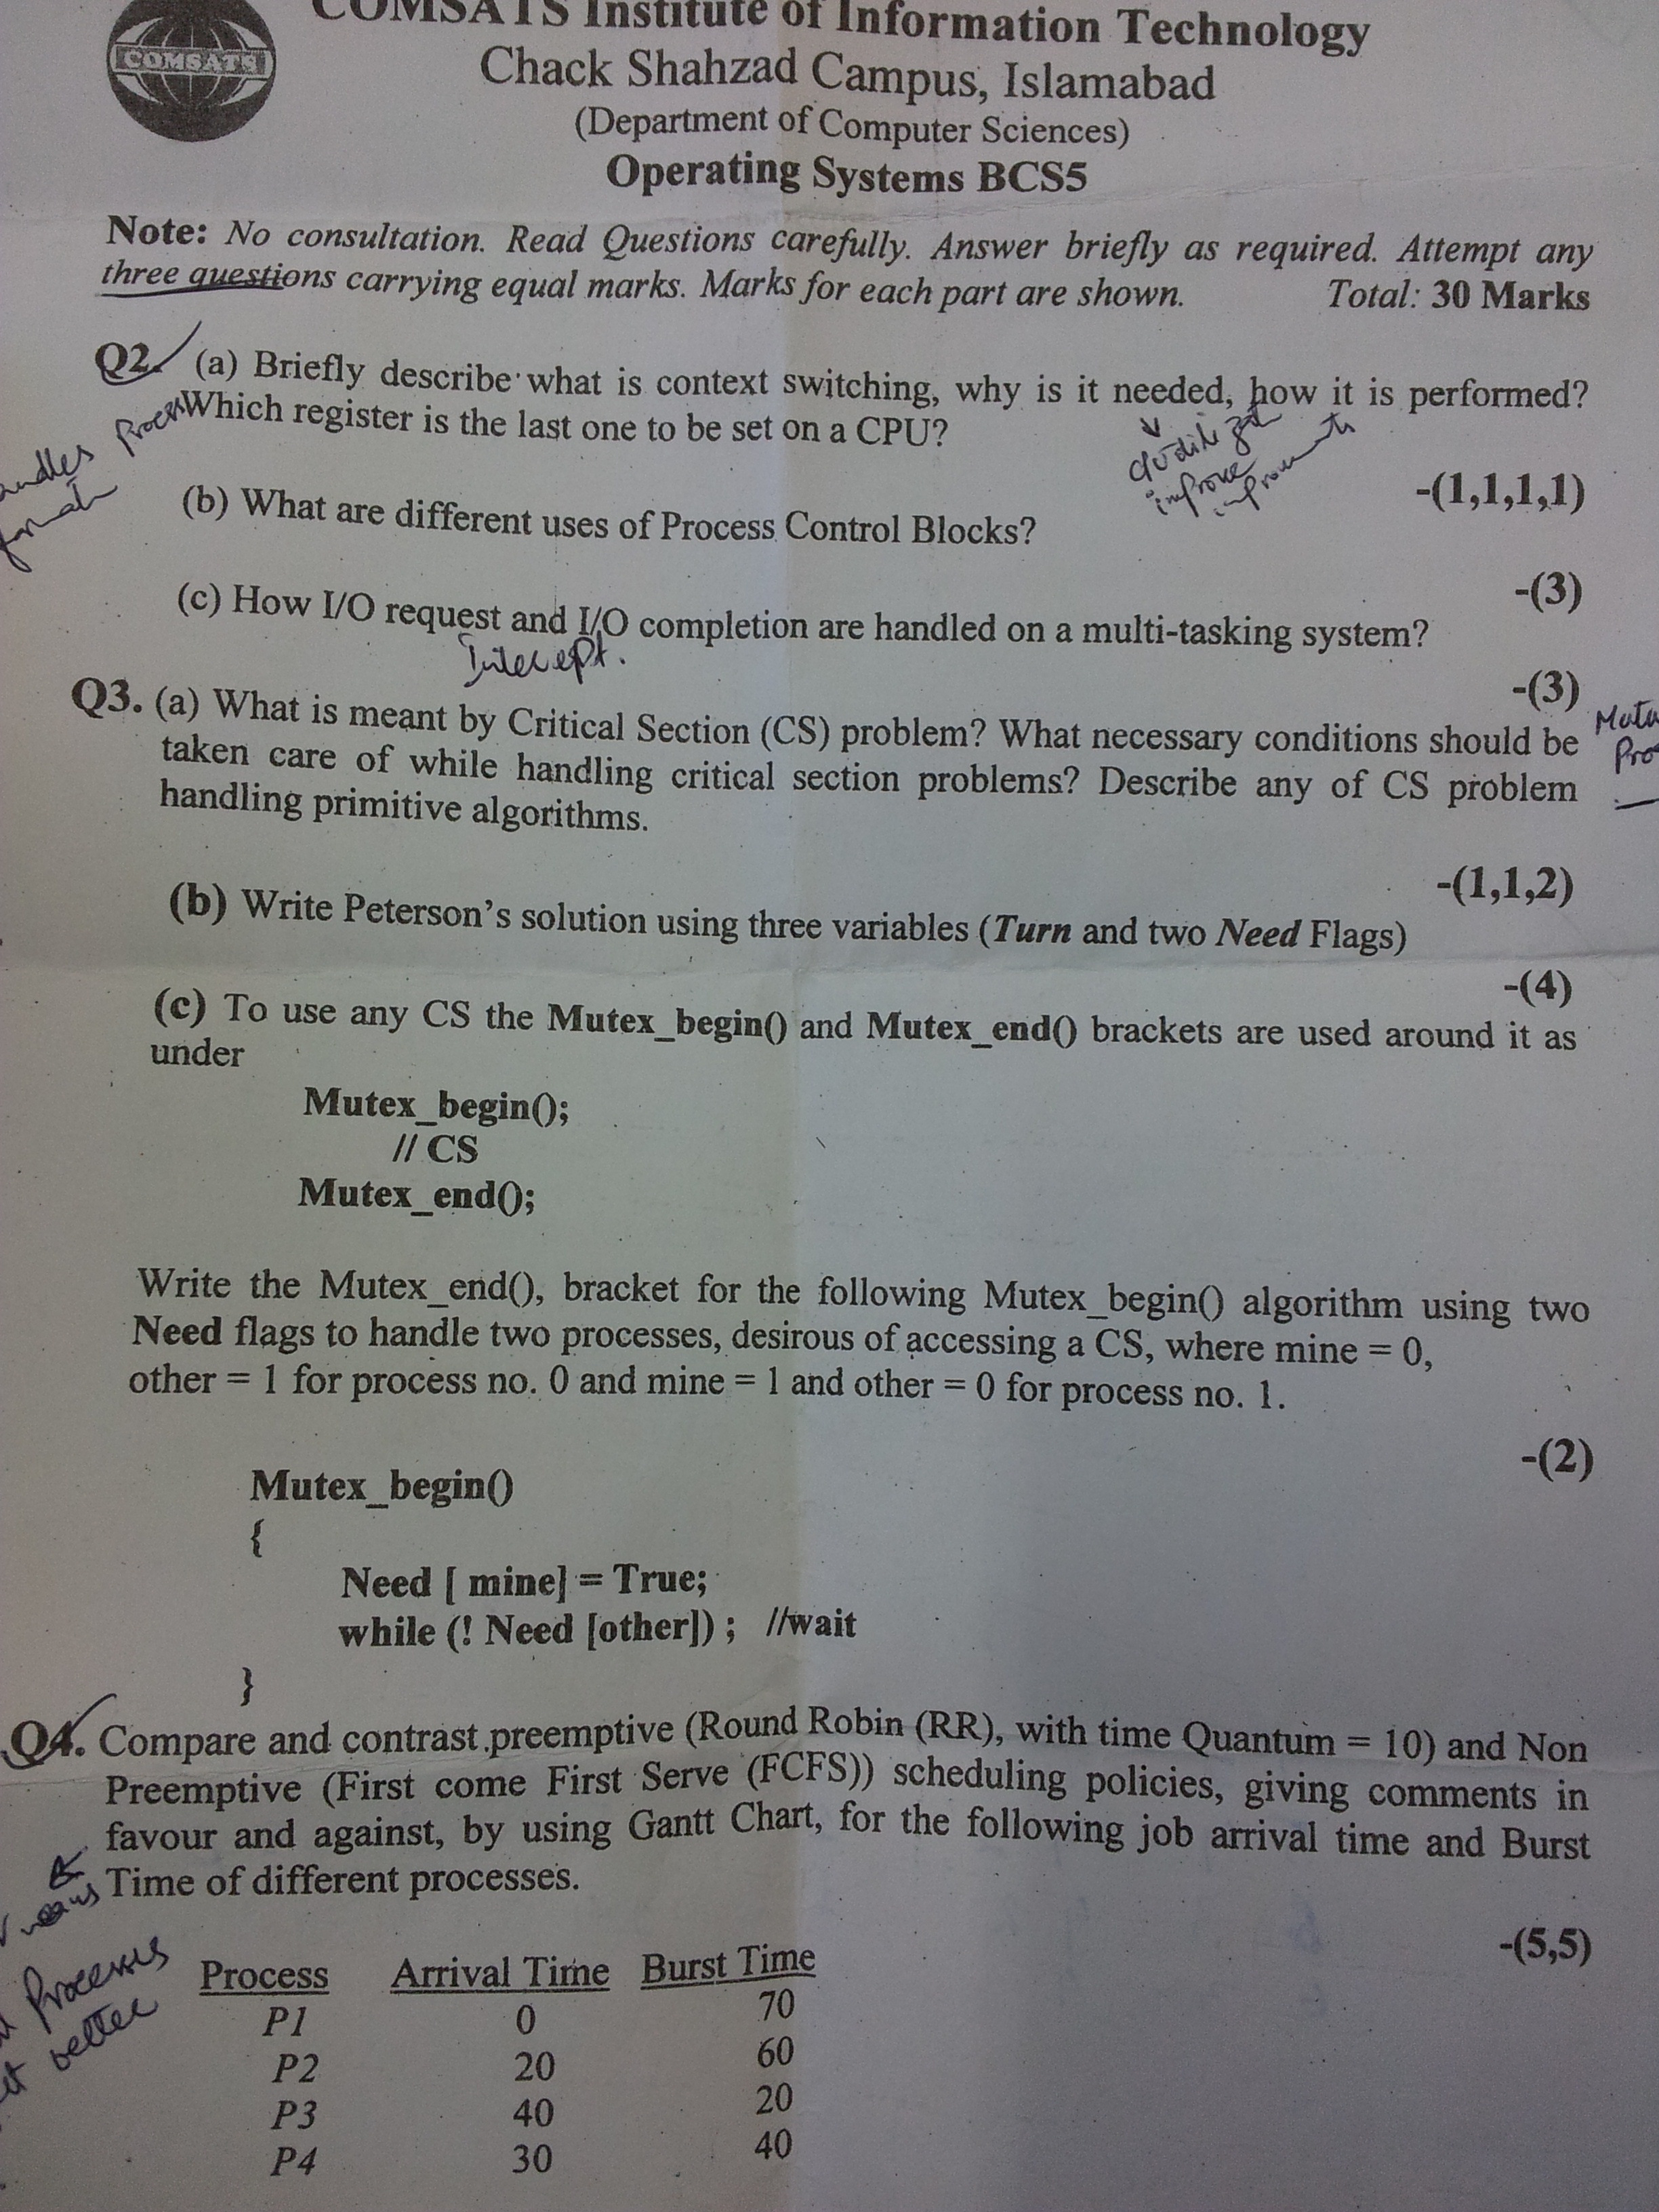 COMSATS Institute of Information Technology
COMSATS
Chack Shahzad Campus, Islamabad
(Department of Computer Sciences)
Operating Systems BCS5
Note: No consultation. Read Questions carefully. Answer briefly as required. Attempt any
three questions carrying equal marks. Marks for each part are shown. Total: 30 Marks
Q2. (a) Briefly describe what is context switching, why is it needed, how it is performed?
Which register is the last one to be set on a CPU?
improve
-(1,1,1,1)
(b) What are different uses of Process Control Blocks?
-(3)
(c) How I/O request and I/O completion are handled on a multi-tasking system?
-(3)
Q3. (a) What is meant by Critical Section (CS) problem? What necessary conditions should be
taken care of while handling critical section problems? Describe any of CS problem
handling primitive algorithms.
-(1,1,2)
(b) Write Peterson's solution using three variables (Turn and two Need Flags)
-(4)
(c) To use any CS the Mutex_begin() and Mutex_end() brackets are used around it as
under
Mutex_begin();
// CS
Mutex_end();
Write the Mutex_end(), bracket for the following Mutex_begin() algorithm using two
Need flags to handle two processes, desirous of accessing a CS, where mine = 0,
other = 1 for process no. 0 and mine = 1 and other = 0 for process no. 1.
-(2)
Mutex_begin()
{
Need [ mine] = True;
while (! Need [other]) ; //wait
}
Q4. Compare and contrast preemptive (Round Robin (RR), with time Quantum = 10) and Non
Preemptive (First come First Serve (FCFS)) scheduling policies, giving comments in
favour and against, by using Gantt Chart, for the following job arrival time and Burst
means Time of different processes.
-(5,5)
Processes
better
Process Arrival Time Burst Time
P1 0 70
P2 20 60
P3 40 20
P4 30 40